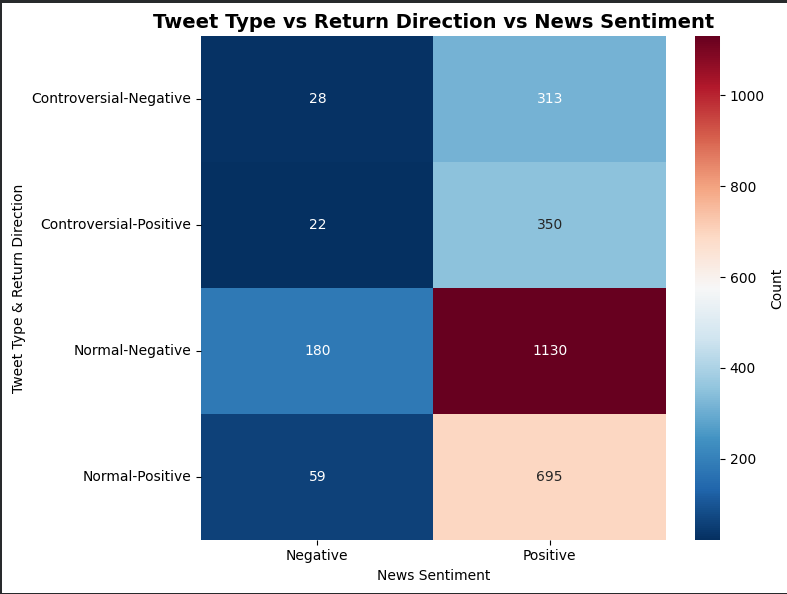 Tweet Type vs Return Direction vs News Sentiment
Tweet Type & Return Direction
Controversial-Negative
28
313
Controversial-Positive
22
350
Normal-Negative
180
1130
Normal-Positive
59
695
Negative
Positive
News Sentiment
1000
800
600
400
200
Count